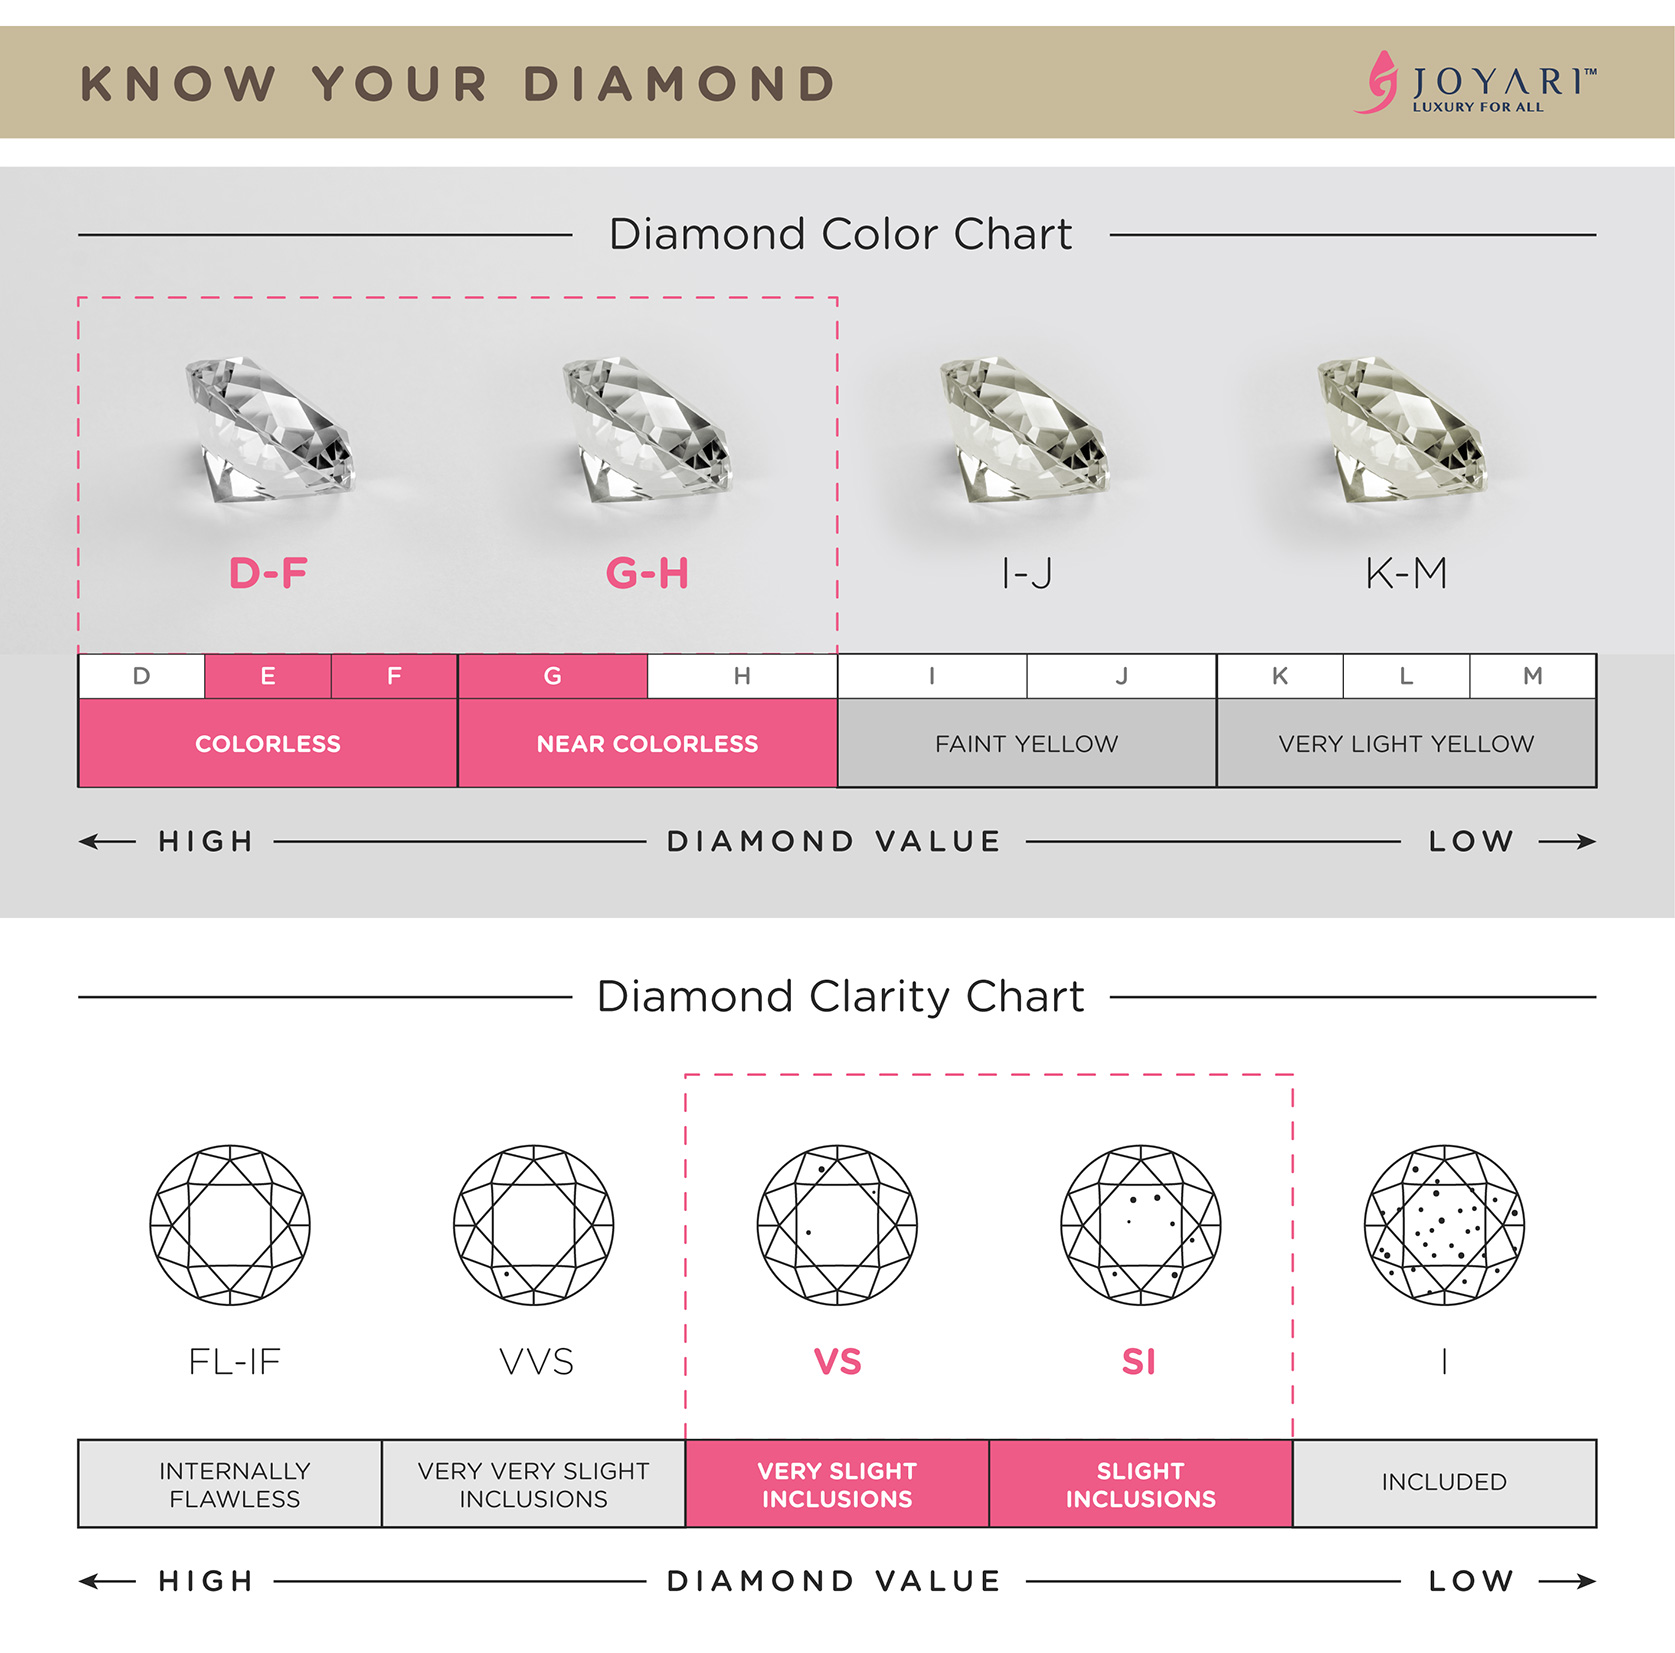 KNOW YOUR DIAMOND
JOYARI™
LUXURY FOR ALL
Diamond Color Chart
D-F G-H I-J K-M
D E F G H I J K L M
COLORLESS NEAR COLORLESS FAINT YELLOW VERY LIGHT YELLOW
HIGH DIAMOND VALUE LOW
Diamond Clarity Chart
FL-IF VVS VS SI I
INTERNALLY
FLAWLESS
VERY VERY SLIGHT
INCLUSIONS
VERY SLIGHT
INCLUSIONS
SLIGHT
INCLUSIONS
INCLUDED
HIGH DIAMOND VALUE LOW